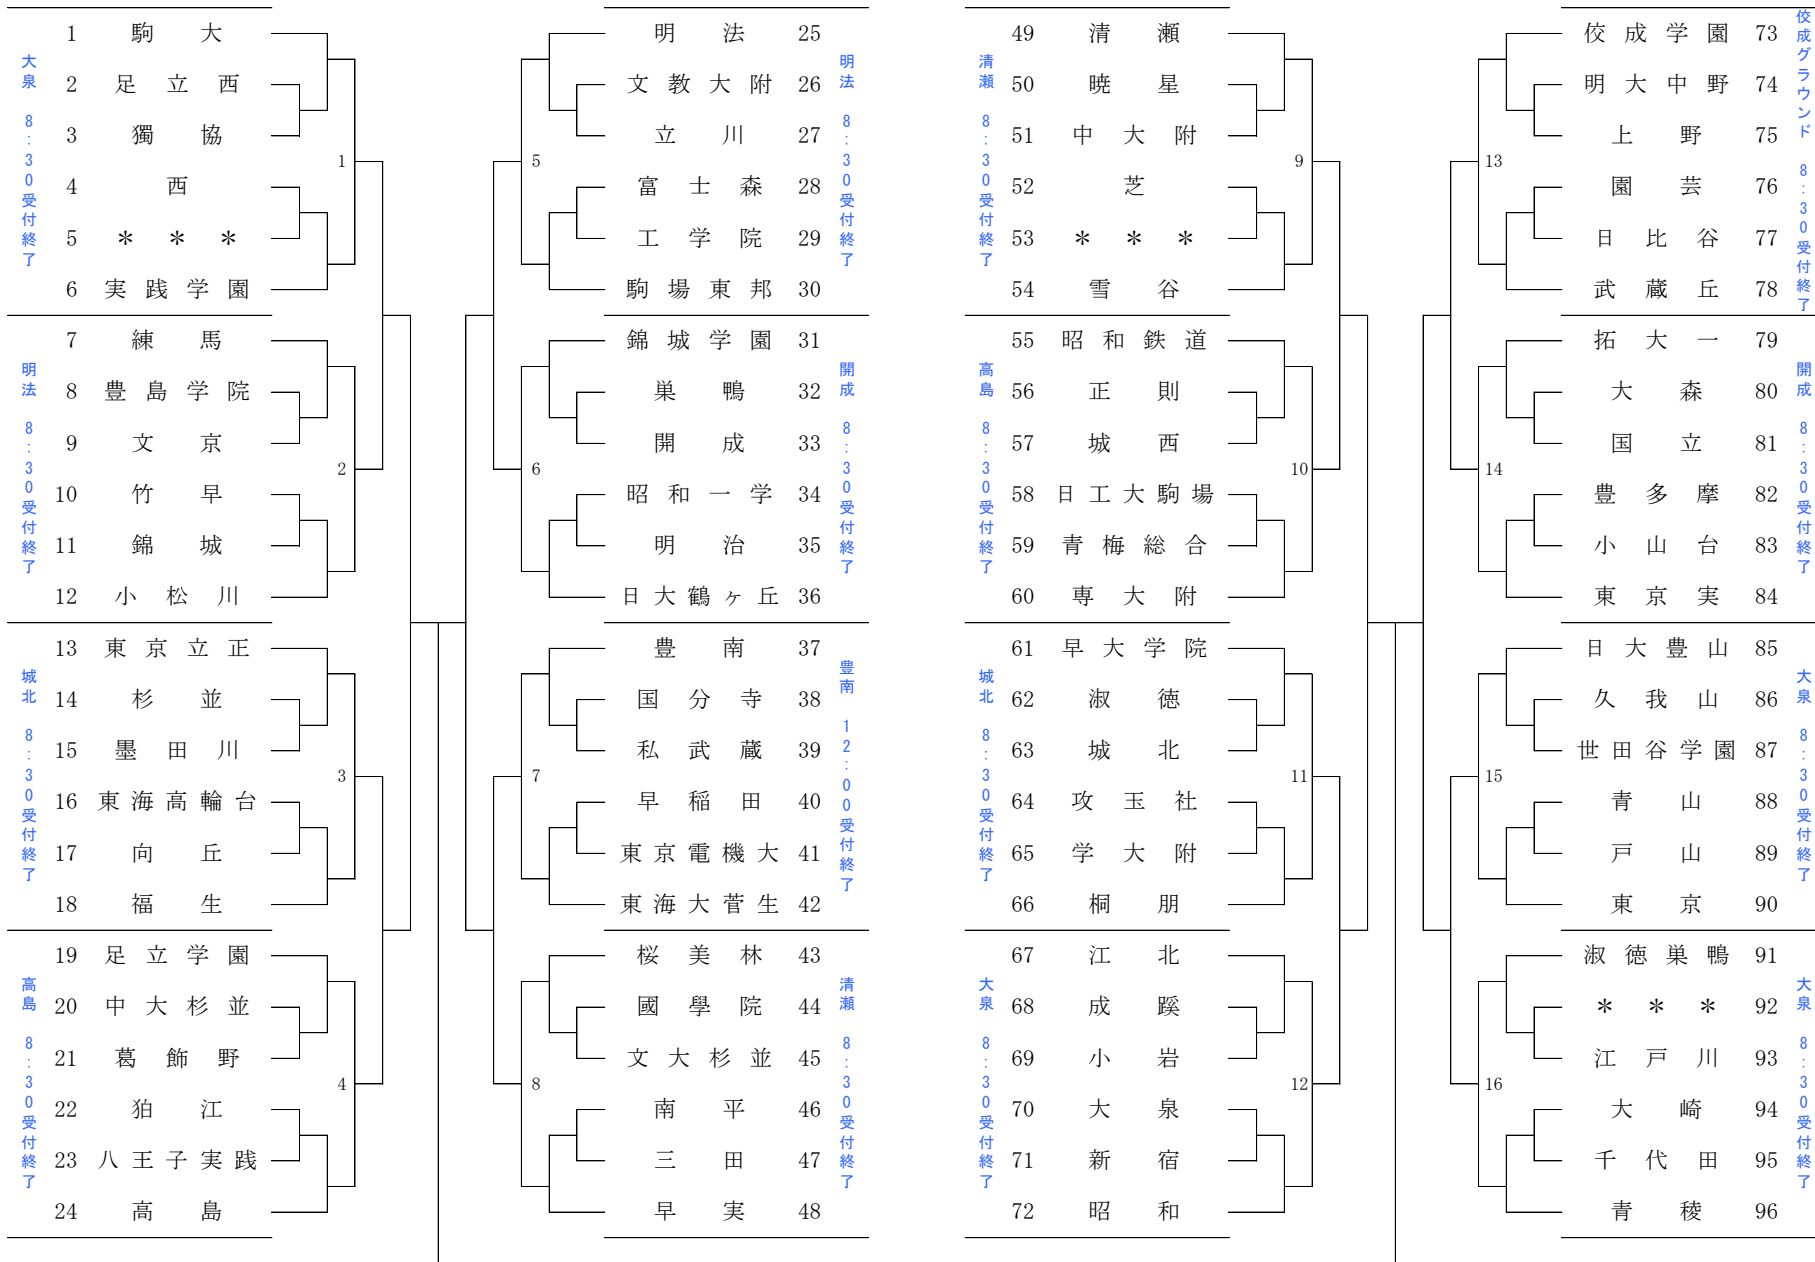 大泉 8:30受付終了
1 駒大
2 足立西
3 獨協
4 西
5 ＊＊＊
6 実践学園
1
明法 8:30受付終了
7 練馬
8 豊島学院
9 文京
10 竹早
11 錦城
12 小松川
2
城北 8:30受付終了
13 東京立正
14 杉並
15 墨田川
16 東海高輪台
17 向丘
18 福生
3
高島 8:30受付終了
19 足立学園
20 中大杉並
21 葛飾野
22 狛江
23 八王子実践
24 高島
4
明法 25
文教大附 26
立川 27
富士森 28
工学院 29
駒場東邦 30
5
明法 8:30受付終了
錦城学園 31
巣鴨 32
開成 33
昭和一学 34
明治 35
日大鶴ヶ丘 36
6
開成 8:30受付終了
豊南 37
国分寺 38
私武蔵 39
早稲田 40
東京電機大 41
東海大菅生 42
7
豊南 12:00受付終了
桜美林 43
國學院 44
文大杉並 45
南平 46
三田 47
早実 48
8
清瀬 8:30受付終了
清瀬 8:30受付終了
49 清瀬
50 暁星
51 中大附
52 芝
53 ＊＊＊
54 雪谷
9
高島 8:30受付終了
55 昭和鉄道
56 正則
57 城西
58 日工大駒場
59 青梅総合
60 専大附
10
城北 8:30受付終了
61 早大学院
62 淑徳
63 城北
64 攻玉社
65 学大附
66 桐朋
11
大泉 8:30受付終了
67 江北
68 成蹊
69 小岩
70 大泉
71 新宿
72 昭和
12
佼成学園 73
明大中野 74
上野 75
園芸 76
日比谷 77
武蔵丘 78
13
佼成グラウンド 8:30受付終了
拓大一 79
大森 80
国立 81
豊多摩 82
小山台 83
東京実 84
14
開成 8:30受付終了
日大豊山 85
久我山 86
世田谷学園 87
青山 88
戸山 89
東京 90
15
大泉 8:30受付終了
淑徳巣鴨 91
＊＊＊ 92
江戸川 93
大崎 94
千代田 95
青稜 96
16
大泉 8:30受付終了